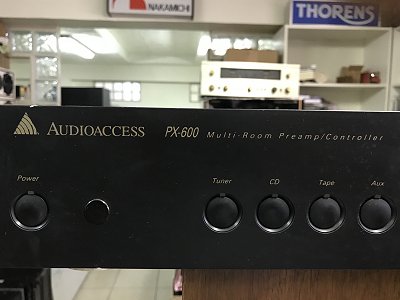 NAKAMICHI
THORENS
AUDIOACCESS PX-600 Multi-Room Preamp/Controller
Power
Tuner
CD
Tape
Aux